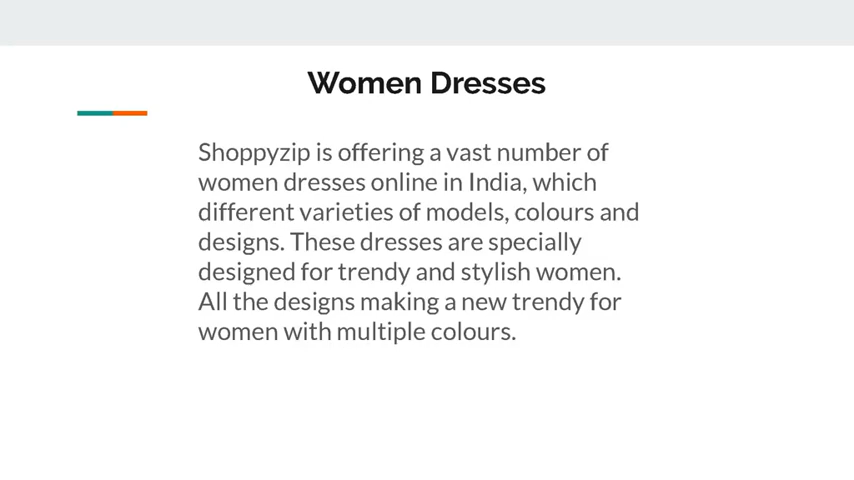 Women Dresses
Shoppyzip is offering a vast number of
women dresses online in India, which
different varieties of models, colours and
designs. These dresses are specially
designed for trendy and stylish women.
All the designs making a new trendy for
women with multiple colours.